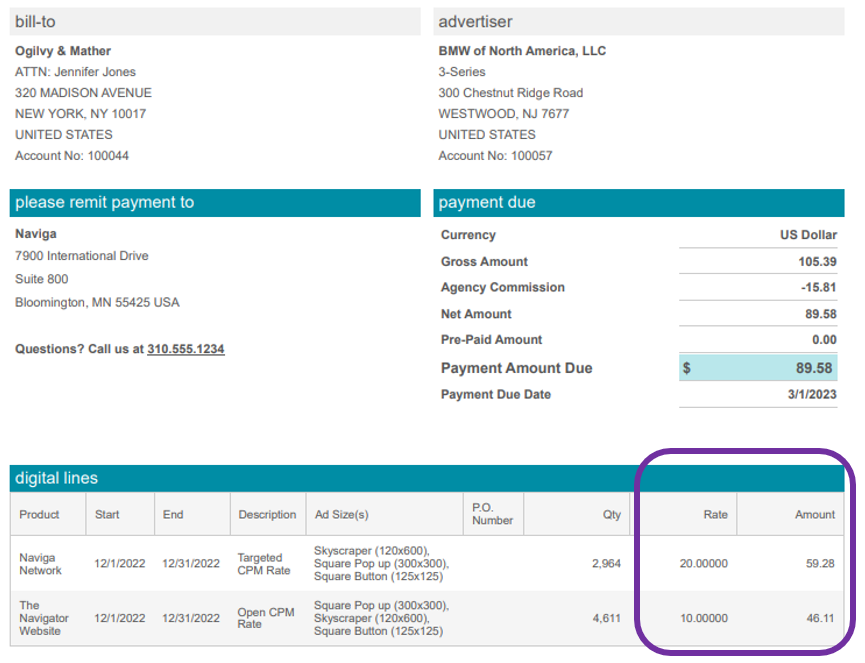 bill-to
Ogilvy & Mather
ATTN: Jennifer Jones
320 MADISON AVENUE
NEW YORK, NY 10017
UNITED STATES
Account No: 100044
advertiser
BMW of North America, LLC
3-Series
300 Chestnut Ridge Road
WESTWOOD, NJ 7677
UNITED STATES
Account No: 100057
please remit payment to
Naviga
7900 International Drive
Suite 800
Bloomington, MN 55425 USA
Questions? Call us at 310.555.1234
payment due
Currency US Dollar
Gross Amount 105.39
Agency Commission -15.81
Net Amount 89.58
Pre-Paid Amount 0.00
Payment Amount Due $ 89.58
Payment Due Date 3/1/2023
digital lines
Product Start End Description Ad Size(s) P.O. Number Qty Rate Amount
Naviga Network 12/1/2022 12/31/2022 Targeted CPM Rate Skyscraper (120x600), Square Pop up (300x300), Square Button (125x125) 2,964 20.00000 59.28
The Navigator Website 12/1/2022 12/31/2022 Open CPM Rate Square Pop up (300x300), Skyscraper (120x600), Square Button (125x125) 4,611 10.00000 46.11